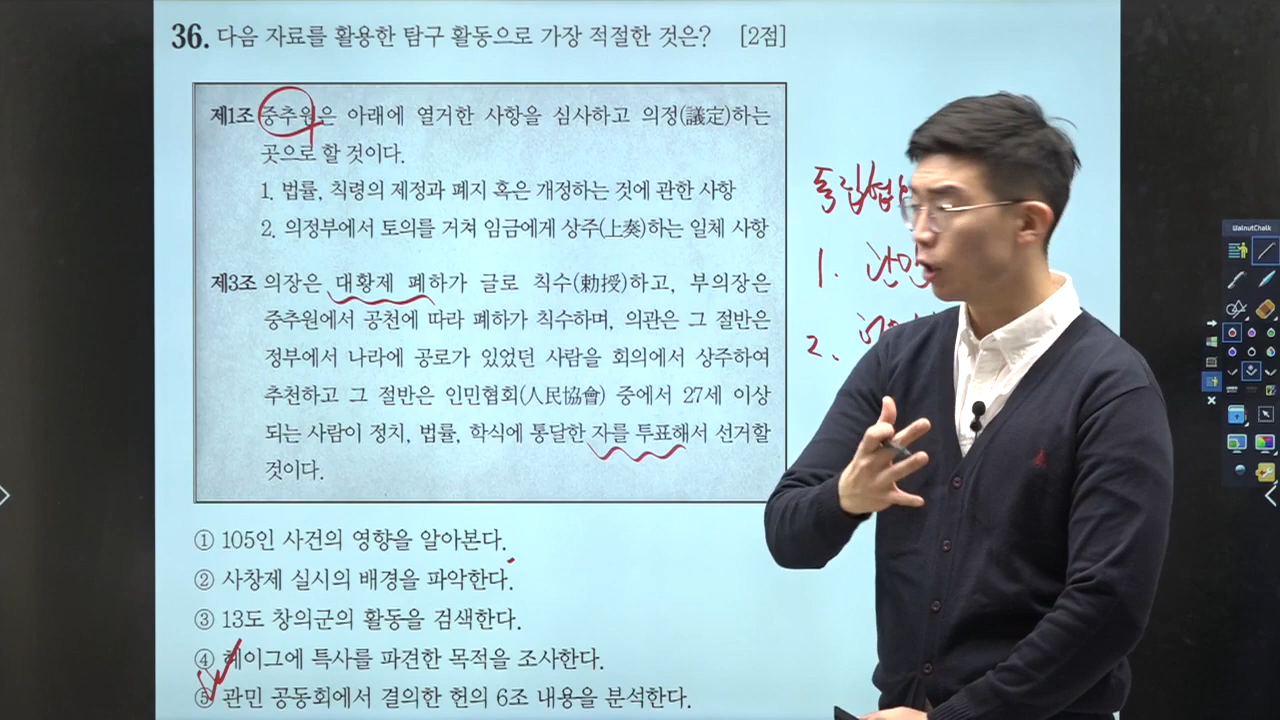 36. 다음 자료를 활용한 탐구 활동으로 가장 적절한 것은? [2점]
제1조 중추원은 아래에 열거한 사항을 심사하고 의정(議定)하는
곳으로 할 것이다.
1. 법률, 칙령의 제정과 폐지 혹은 개정하는 것에 관한 사항
2. 의정부에서 토의를 거쳐 임금에게 상주(上奏)하는 일체 사항
제3조 의장은 대황제 폐하가 글로 칙수(勅授)하고, 부의장은
중추원에서 공천에 따라 폐하가 칙수하며, 의관은 그 절반은
정부에서 나라에 공로가 있었던 사람을 회의에서 상주하여
추천하고 그 절반은 인민협회(人民協會) 중에서 27세 이상
되는 사람이 정치, 법률, 학식에 통달한 자를 투표해서 선거할
것이다.
① 105인 사건의 영향을 알아본다.
② 사창제 실시의 배경을 파악한다.
③ 13도 창의군의 활동을 검색한다.
④ 헤이그에 특사를 파견한 목적을 조사한다.
⑤ 관민 공동회에서 결의한 헌의 6조 내용을 분석한다.
독립협
1. 관민
2.
WalnutChalk